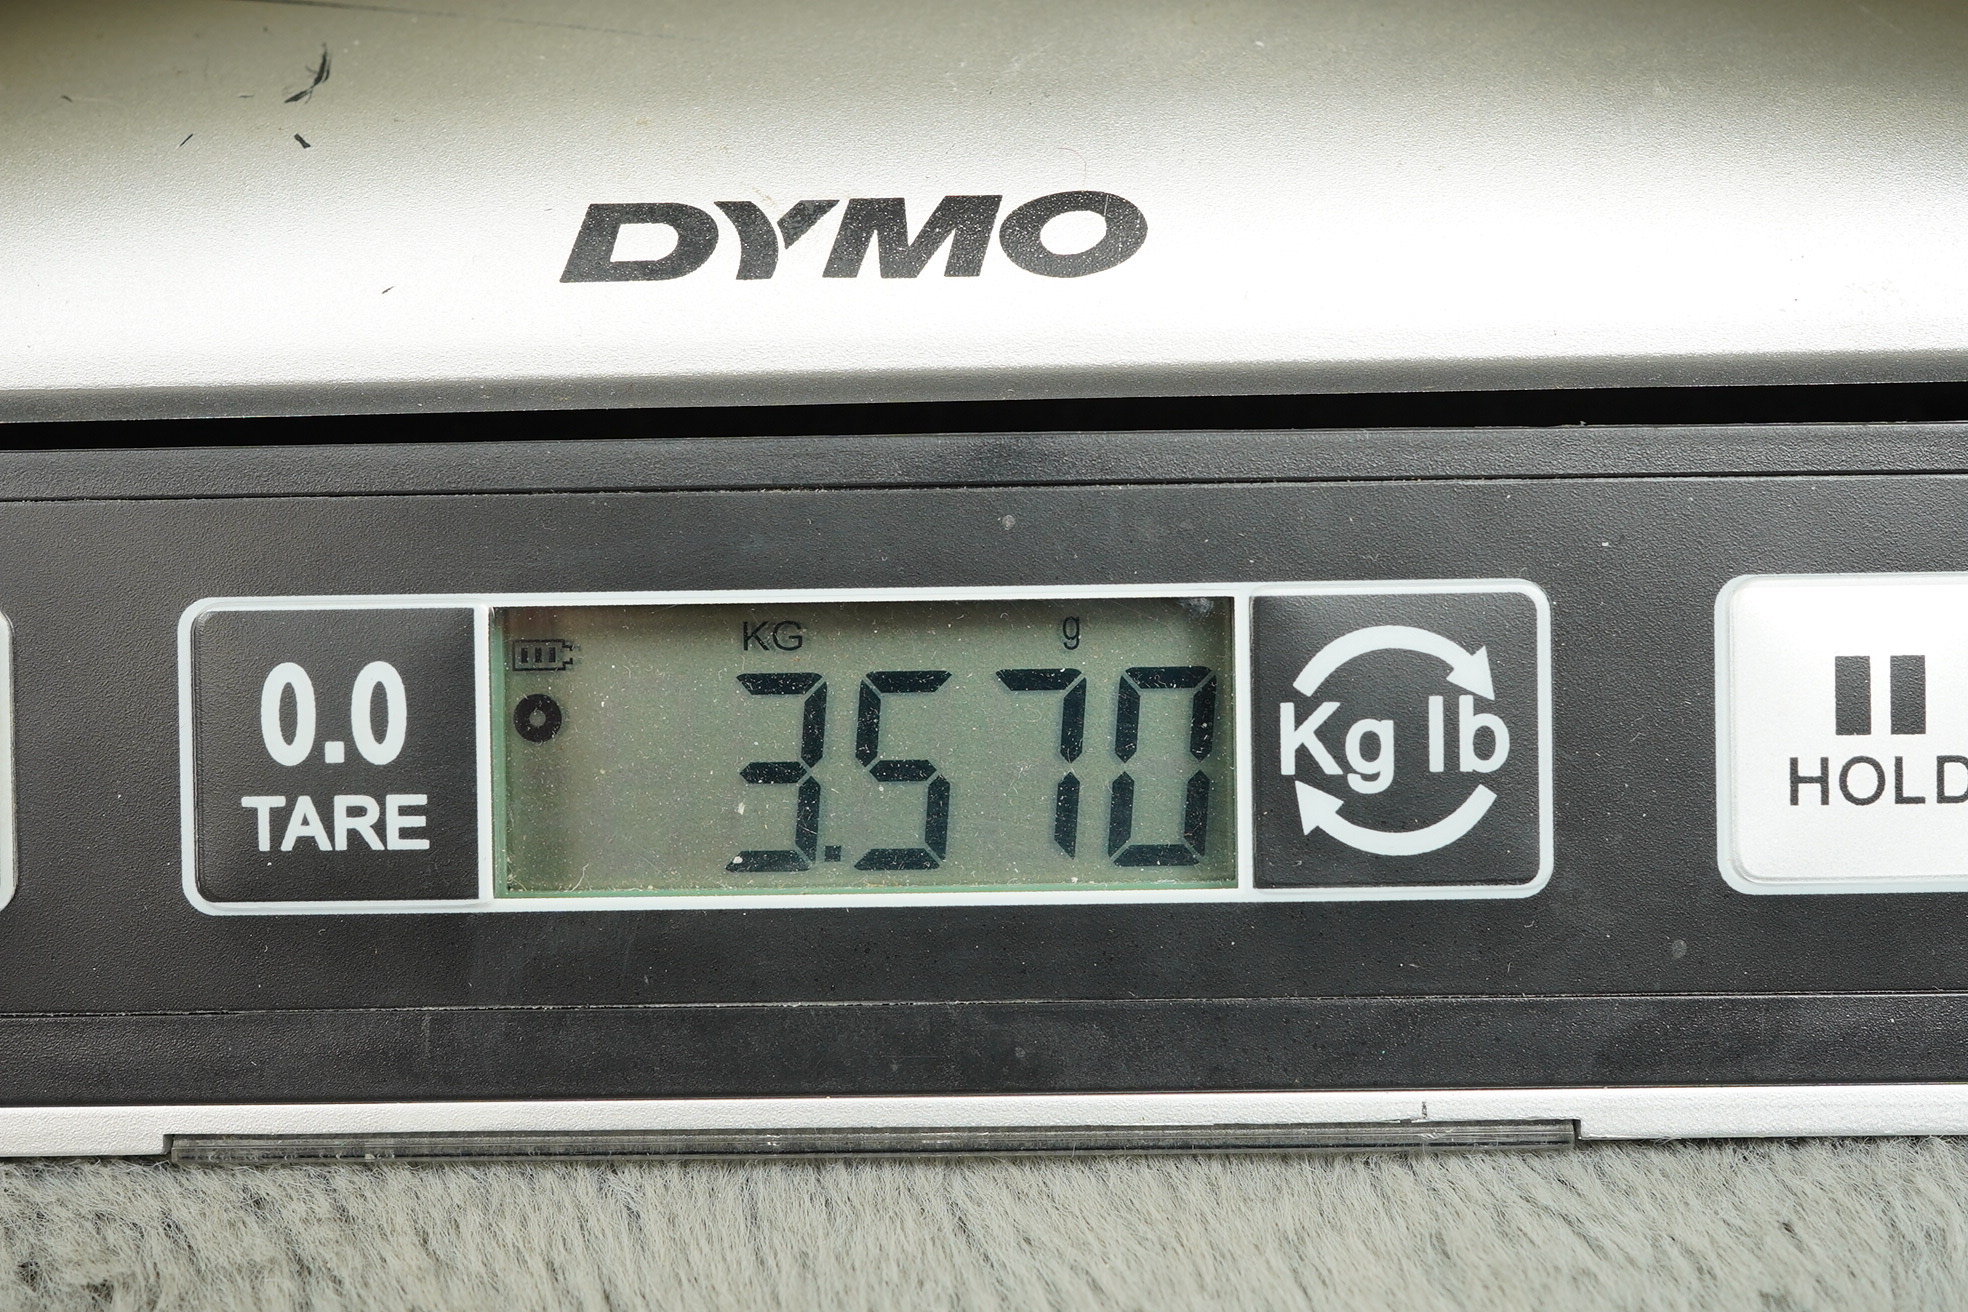 DYMO
KG g
0.0
TARE
3.570
Kg lb
HOLD